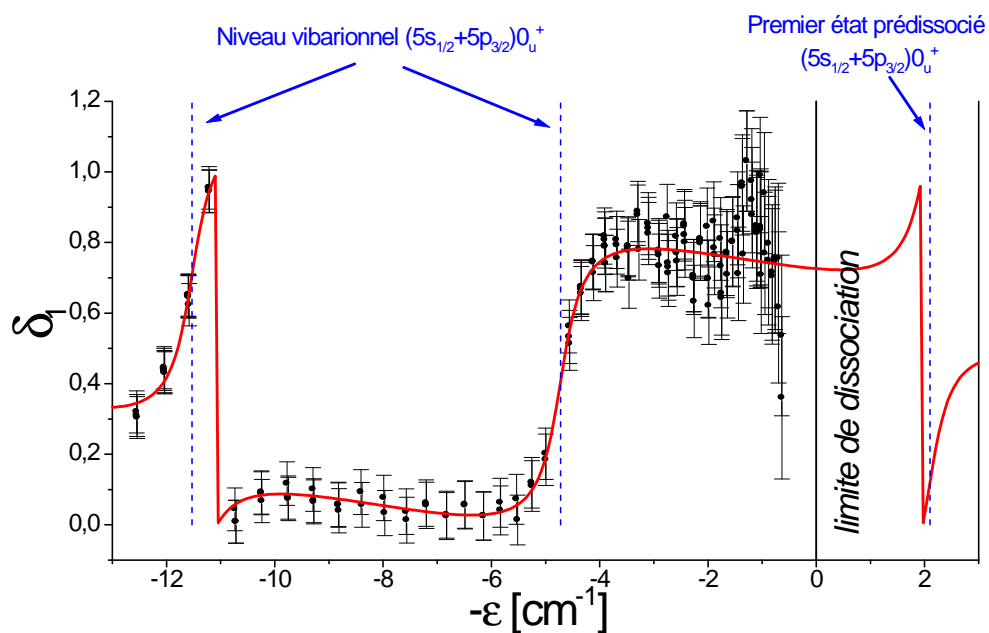 Niveau vibarionnel (5s1/2+5p3/2)0u+
Premier état prédissocié
(5s1/2+5p3/2)0u+
1,2
1,0
0,8
0,6
0,4
0,2
0,0
δ1
limite de dissociation
-12
-10
-8
-6
-4
-2
0
2
-ε [cm-1]